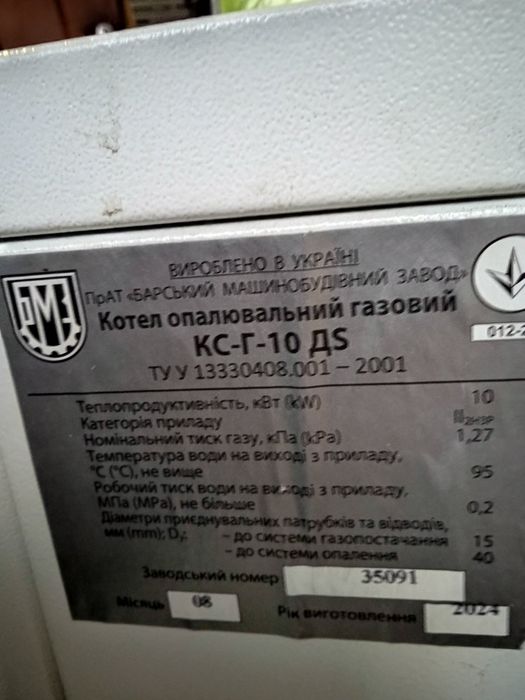 ВИРОБЛЕНО В УКРАЇНІ
ПрАТ «БАРСЬКИЙ МАШИНОБУДІВНИЙ ЗАВОД»
Котел опалювальний газовий
КС-Г-10 ДS
012-2
ТУ У 13330408.001 – 2001
Теплопродуктивність, кВт (kW) 10
Категорія приладу II₂H3P
Номінальний тиск газу, кПа (kPa) 1,27
Температура води на виході з приладу,
°С (°C), не вище 95
Робочий тиск води на виході з приладу,
МПа (MPa), не більше 0,2
Діаметри приєднувальних патрубків та відводів,
мм (mm); Dу: – до системи газопостачання 15
– до системи опалення 40
Заводський номер 35091
Місяць 08 Рік виготовлення 2024